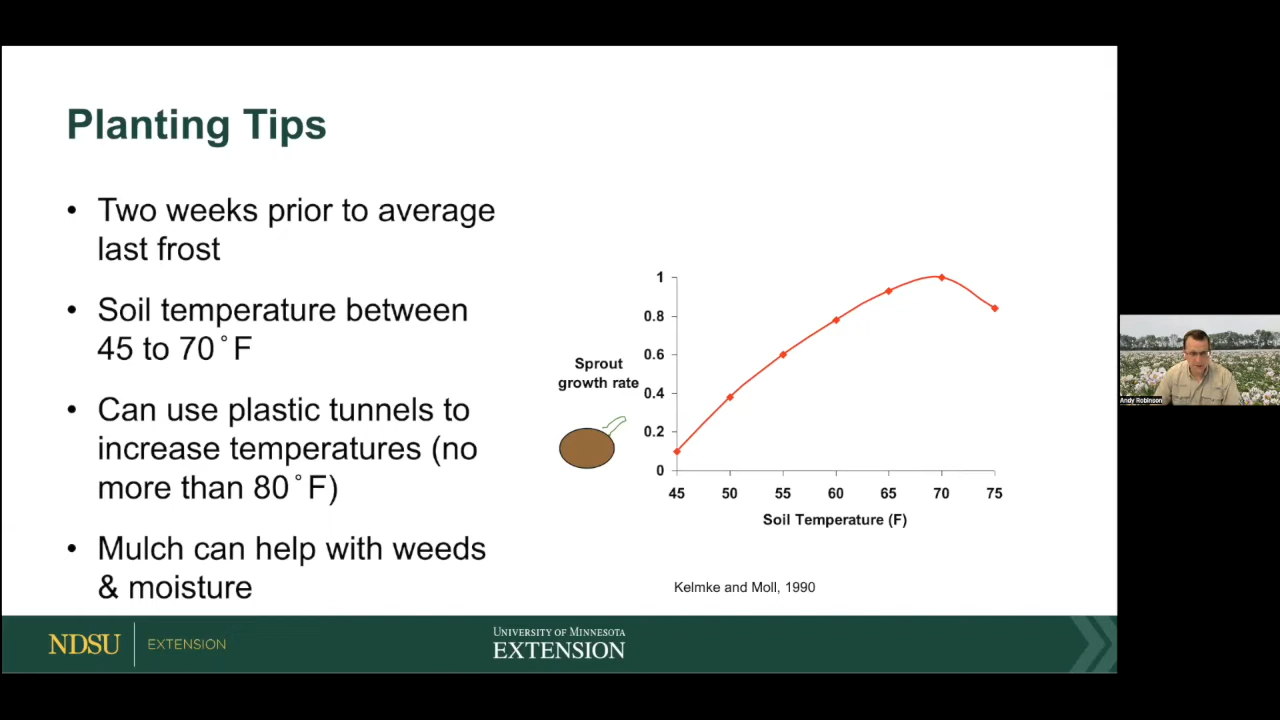 Planting Tips
• Two weeks prior to average
last frost
• Soil temperature between
45 to 70˚F
• Can use plastic tunnels to
increase temperatures (no
more than 80˚F)
• Mulch can help with weeds
& moisture
Sprout
growth rate
1
0.8
0.6
0.4
0.2
0
45 50 55 60 65 70 75
Soil Temperature (F)
Kelmke and Moll, 1990
Andy Robinson
NDSU EXTENSION
UNIVERSITY OF MINNESOTA
EXTENSION